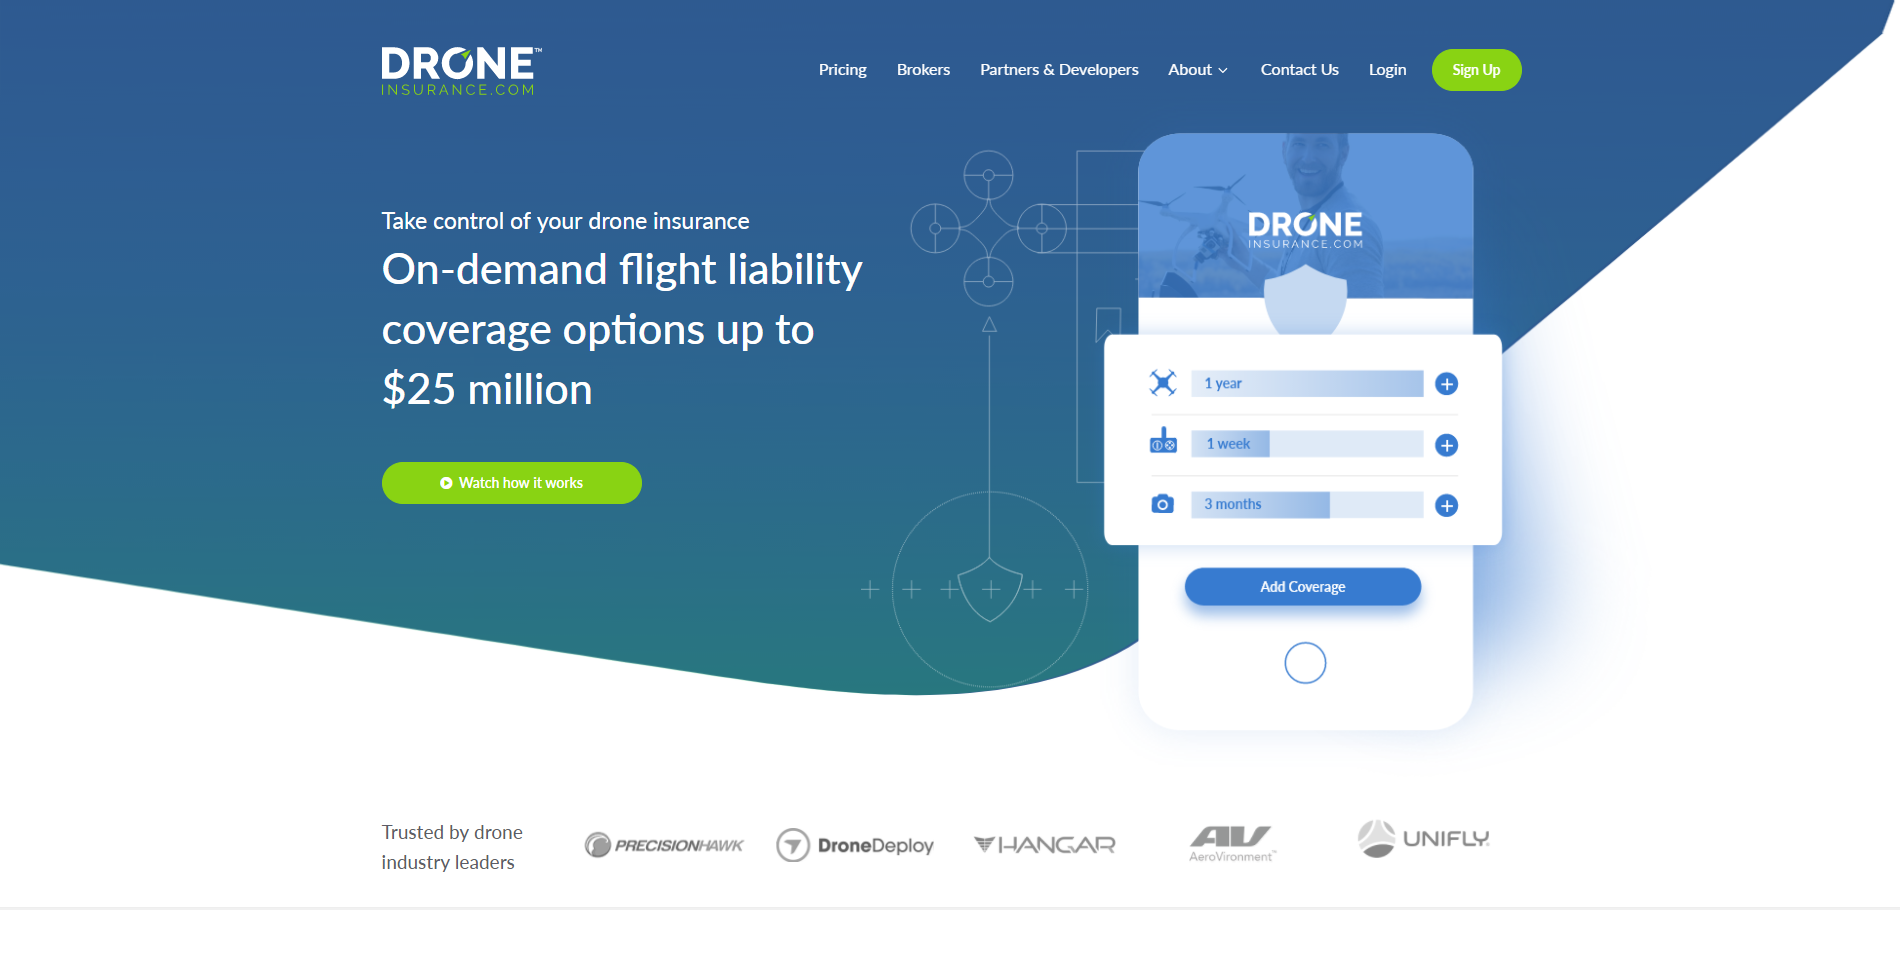 DRONE™
INSURANCE.COM
Pricing
Brokers
Partners & Developers
About
Contact Us
Login
Sign Up
Take control of your drone insurance
On-demand flight liability
coverage options up to
$25 million
Watch how it works
DRONE
INSURANCE.COM
1 year
1 week
3 months
Add Coverage
Trusted by drone
industry leaders
PRECISIONHAWK
DroneDeploy
HANGAR
AV
AeroVironment™
UNIFLY